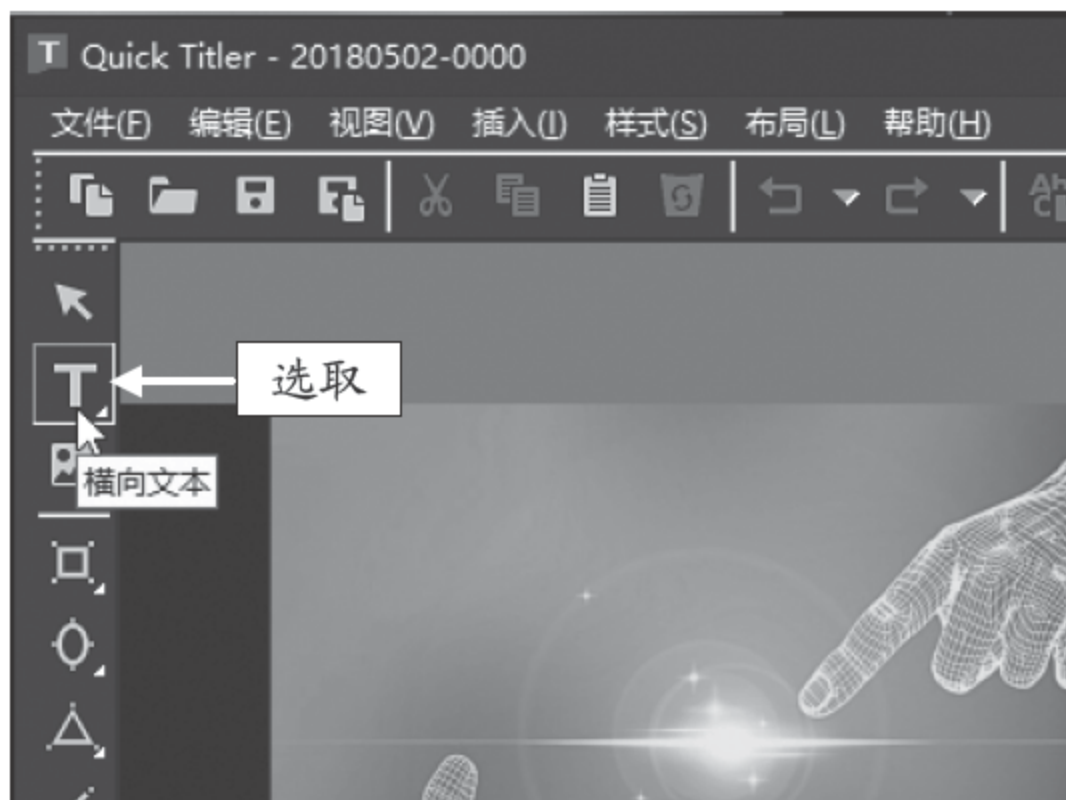 T Quick Titler - 20180502-0000
文件(F) 编辑(E) 视图(V) 插入(I) 样式(S) 布局(L) 帮助(H)
T
选取
横向文本